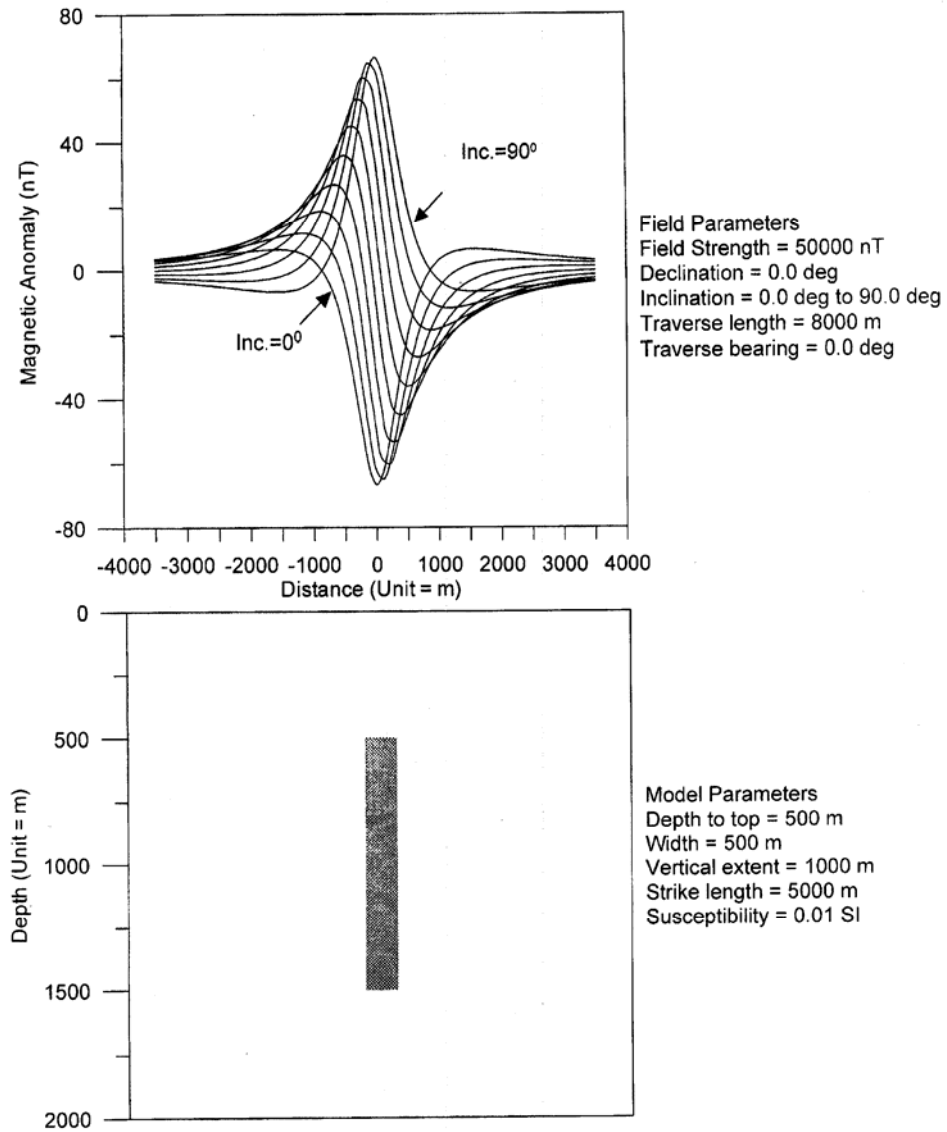 80
40
0
-40
-80
Magnetic Anomaly (nT)
Inc.=90⁰
Inc.=0⁰
-4000 -3000 -2000 -1000 0 1000 2000 3000 4000
Distance (Unit = m)
Field Parameters
Field Strength = 50000 nT
Declination = 0.0 deg
Inclination = 0.0 deg to 90.0 deg
Traverse length = 8000 m
Traverse bearing = 0.0 deg
0
500
1000
1500
2000
Depth (Unit = m)
Model Parameters
Depth to top = 500 m
Width = 500 m
Vertical extent = 1000 m
Strike length = 5000 m
Susceptibility = 0.01 SI